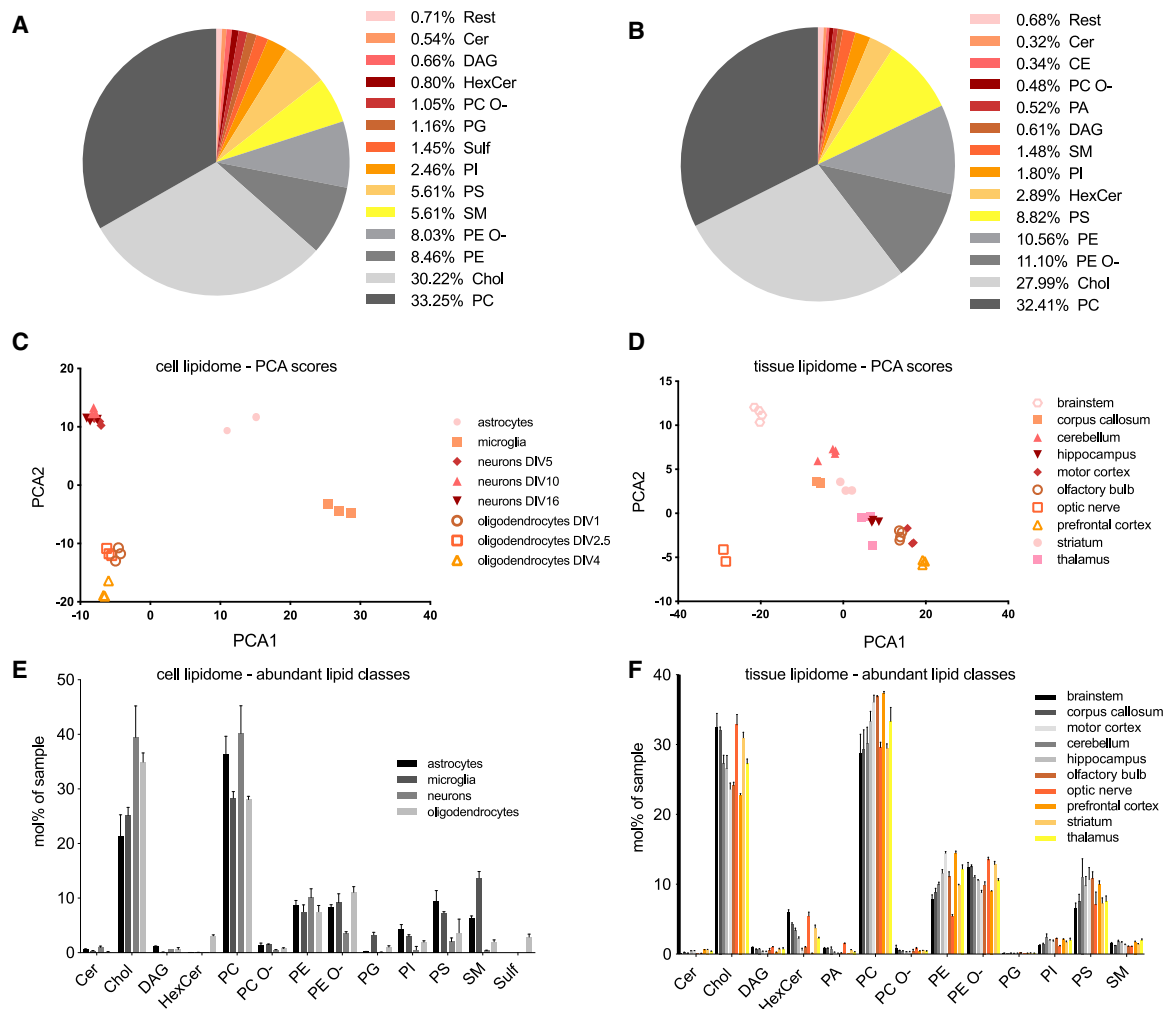 A
0.71% Rest
0.54% Cer
0.66% DAG
0.80% HexCer
1.05% PC O-
1.16% PG
1.45% Sulf
2.46% PI
5.61% PS
5.61% SM
8.03% PE O-
8.46% PE
30.22% Chol
33.25% PC
B
0.68% Rest
0.32% Cer
0.34% CE
0.48% PC O-
0.52% PA
0.61% DAG
1.48% SM
1.80% PI
2.89% HexCer
8.82% PS
10.56% PE
11.10% PE O-
27.99% Chol
32.41% PC
C
cell lipidome - PCA scores
20
10
0
-10
-20
PCA2
-10
0
10
20
30
40
PCA1
astrocytes
microglia
neurons DIV5
neurons DIV10
neurons DIV16
oligodendrocytes DIV1
oligodendrocytes DIV2.5
oligodendrocytes DIV4
D
tissue lipidome - PCA scores
15
10
5
0
-5
-10
PCA2
-40
-20
0
20
40
PCA1
brainstem
corpus callosum
cerebellum
hippocampus
motor cortex
olfactory bulb
optic nerve
prefrontal cortex
striatum
thalamus
E
cell lipidome - abundant lipid classes
50
40
30
20
10
0
mol% of sample
astrocytes
microglia
neurons
oligodendrocytes
Cer
Chol
DAG
HexCer
PC
PC O-
PE
PE O-
PG
PI
PS
SM
Sulf
F
tissue lipidome - abundant lipid classes
40
30
20
10
0
mol% of sample
brainstem
corpus callosum
motor cortex
cerebellum
hippocampus
olfactory bulb
optic nerve
prefrontal cortex
striatum
thalamus
Cer
Chol
DAG
HexCer
PA
PC
PC O-
PE
PE O-
PG
PI
PS
SM